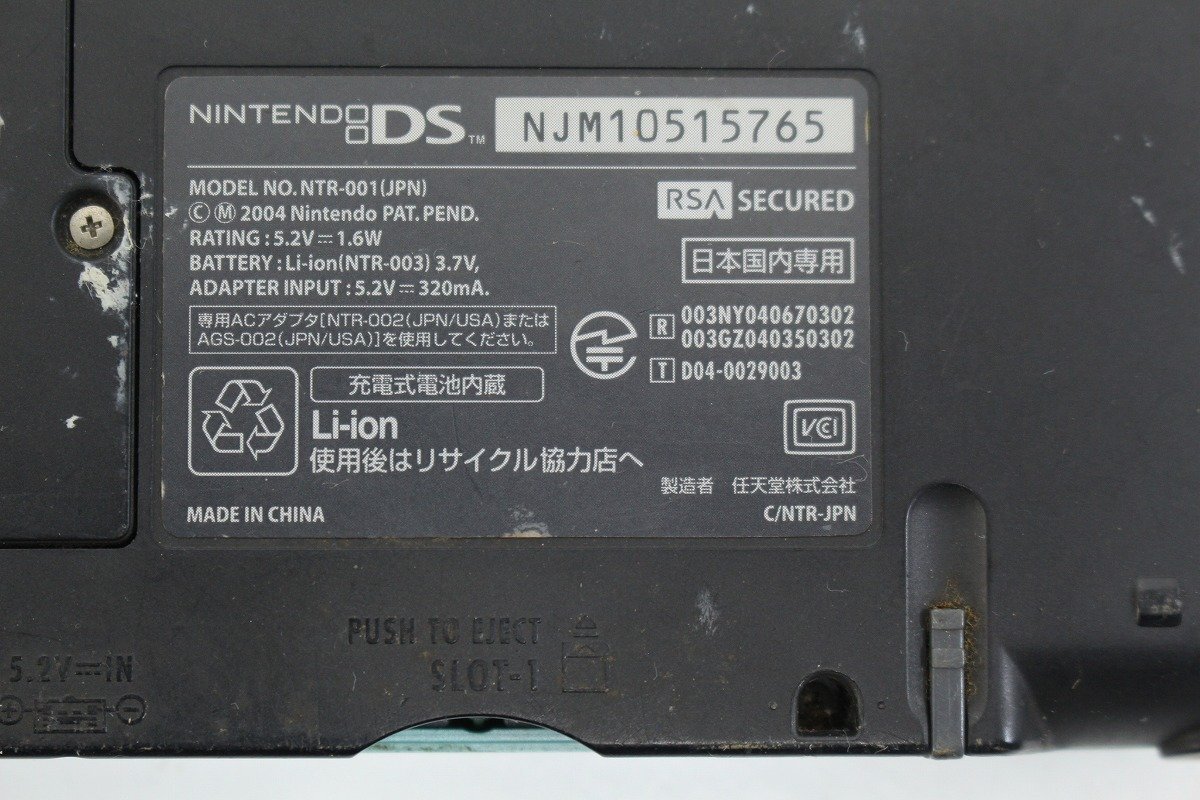 NINTENDO DS™ NJM10515765
MODEL NO. NTR-001(JPN)
Ⓒ Ⓜ 2004 Nintendo PAT. PEND.
RATING : 5.2V⎓1.6W
BATTERY : Li-ion(NTR-003) 3.7V,
ADAPTER INPUT : 5.2V⎓320mA.
RSA SECURED
日本国内専用
専用ACアダプタ[NTR-002(JPN/USA)または
AGS-002(JPN/USA)]を使用してください。
R 003NY040670302
003GZ040350302
T D04-0029003
充電式電池内蔵
Li-ion
使用後はリサイクル協力店へ
VCI
製造者 任天堂株式会社
MADE IN CHINA
C/NTR-JPN
PUSH TO EJECT
SLOT-1
5.2V⎓IN